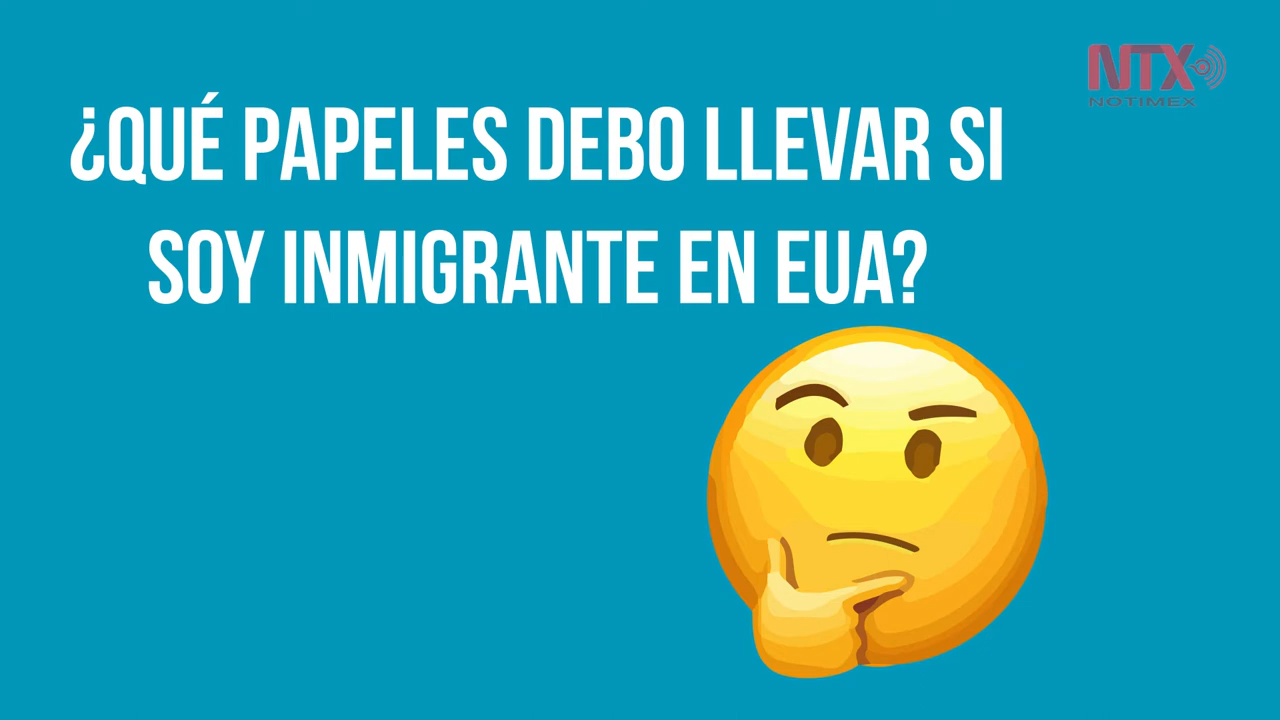 NTX
NOTIMEX
¿QUÉ PAPELES DEBO LLEVAR SI
SOY INMIGRANTE EN EUA?